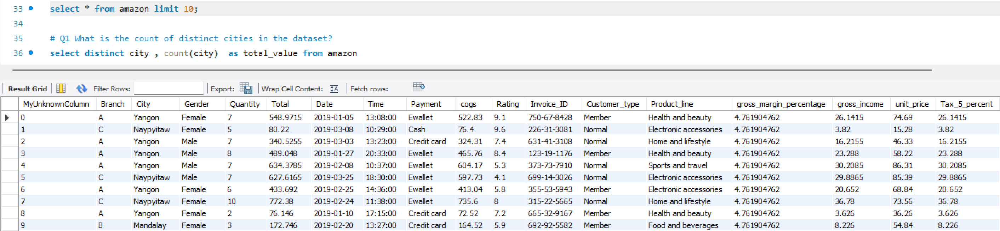 33 select * from amazon limit 10;
34
35 # Q1 What is the count of distinct cities in the dataset?
36 select distinct city , count(city)  as total_value from amazon
Result Grid Filter Rows: Export: Wrap Cell Content: Fetch rows:
MyUnknownColumn Branch City Gender Quantity Total Date Time Payment cogs Rating Invoice_ID Customer_type Product_line gross_margin_percentage gross_income unit_price Tax_5_percent
0 A Yangon Female 7 548.9715 2019-01-05 13:08:00 Ewallet 522.83 9.1 750-67-8428 Member Health and beauty 4.761904762 26.1415 74.69 26.1415
1 C Naypyitaw Female 5 80.22 2019-03-08 10:29:00 Cash 76.4 9.6 226-31-3081 Normal Electronic accessories 4.761904762 3.82 15.28 3.82
2 A Yangon Male 7 340.5255 2019-03-03 13:23:00 Credit card 324.31 7.4 631-41-3108 Normal Home and lifestyle 4.761904762 16.2155 46.33 16.2155
3 A Yangon Male 8 489.048 2019-01-27 20:33:00 Ewallet 465.76 8.4 123-19-1176 Member Health and beauty 4.761904762 23.288 58.22 23.288
4 A Yangon Male 7 634.3785 2019-02-08 10:37:00 Ewallet 604.17 5.3 373-73-7910 Normal Sports and travel 4.761904762 30.2085 86.31 30.2085
5 C Naypyitaw Male 7 627.6165 2019-03-25 18:30:00 Ewallet 597.73 4.1 699-14-3026 Normal Electronic accessories 4.761904762 29.8865 85.39 29.8865
6 A Yangon Female 6 433.692 2019-02-25 14:36:00 Ewallet 413.04 5.8 355-53-5943 Member Electronic accessories 4.761904762 20.652 68.84 20.652
7 C Naypyitaw Female 10 772.38 2019-02-24 11:38:00 Ewallet 735.6 8 315-22-5665 Normal Home and lifestyle 4.761904762 36.78 73.56 36.78
8 A Yangon Female 2 76.146 2019-01-10 17:15:00 Credit card 72.52 7.2 665-32-9167 Member Health and beauty 4.761904762 3.626 36.26 3.626
9 B Mandalay Female 3 172.746 2019-02-20 13:27:00 Credit card 164.52 5.9 692-92-5582 Member Food and beverages 4.761904762 8.226 54.84 8.226